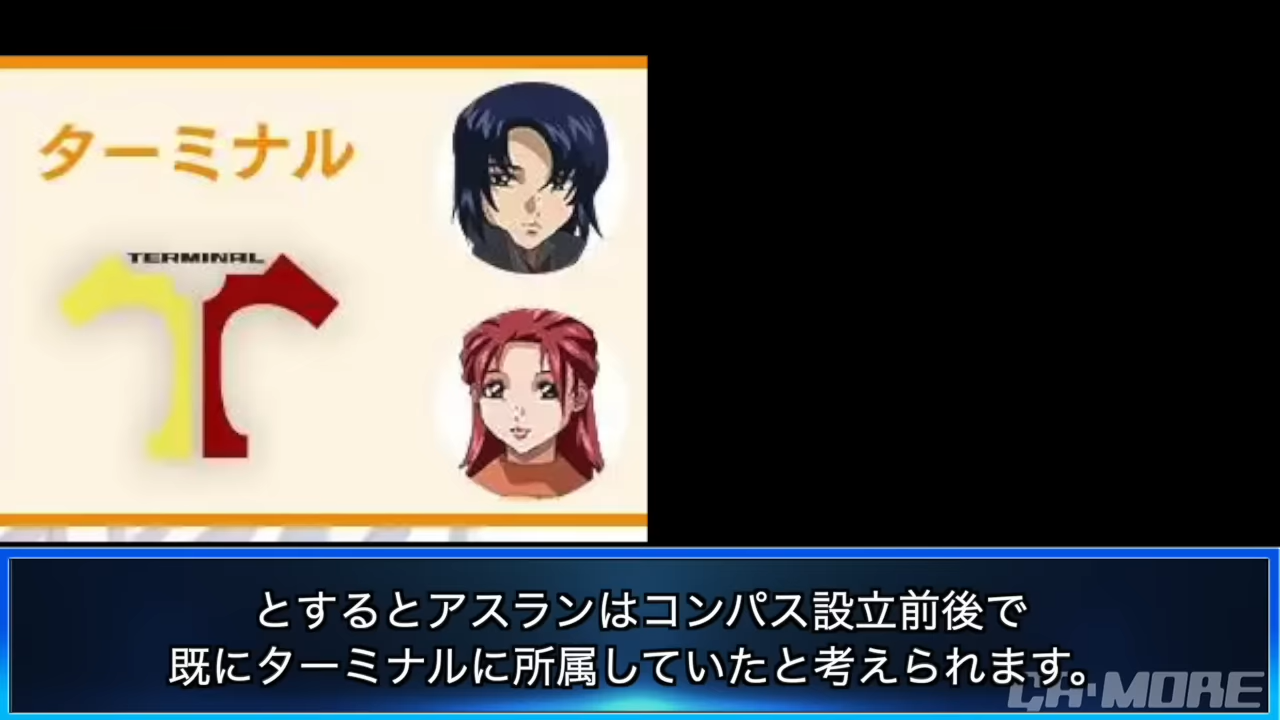 ターミナル
TERMINAL
とするとアスランはコンパス設立前後で
既にターミナルに所属していたと考えられます。
CH·MORE